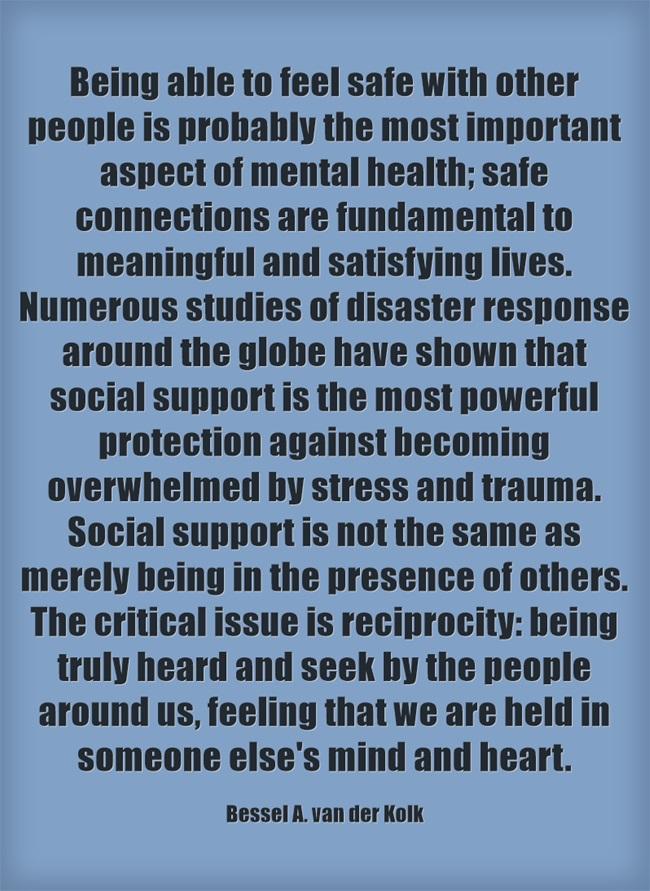 Being able to feel safe with other
people is probably the most important
aspect of mental health; safe
connections are fundamental to
meaningful and satisfying lives.
Numerous studies of disaster response
around the globe have shown that
social support is the most powerful
protection against becoming
overwhelmed by stress and trauma.
Social support is not the same as
merely being in the presence of others.
The critical issue is reciprocity: being
truly heard and seek by the people
around us, feeling that we are held in
someone else's mind and heart.
Bessel A. van der Kolk